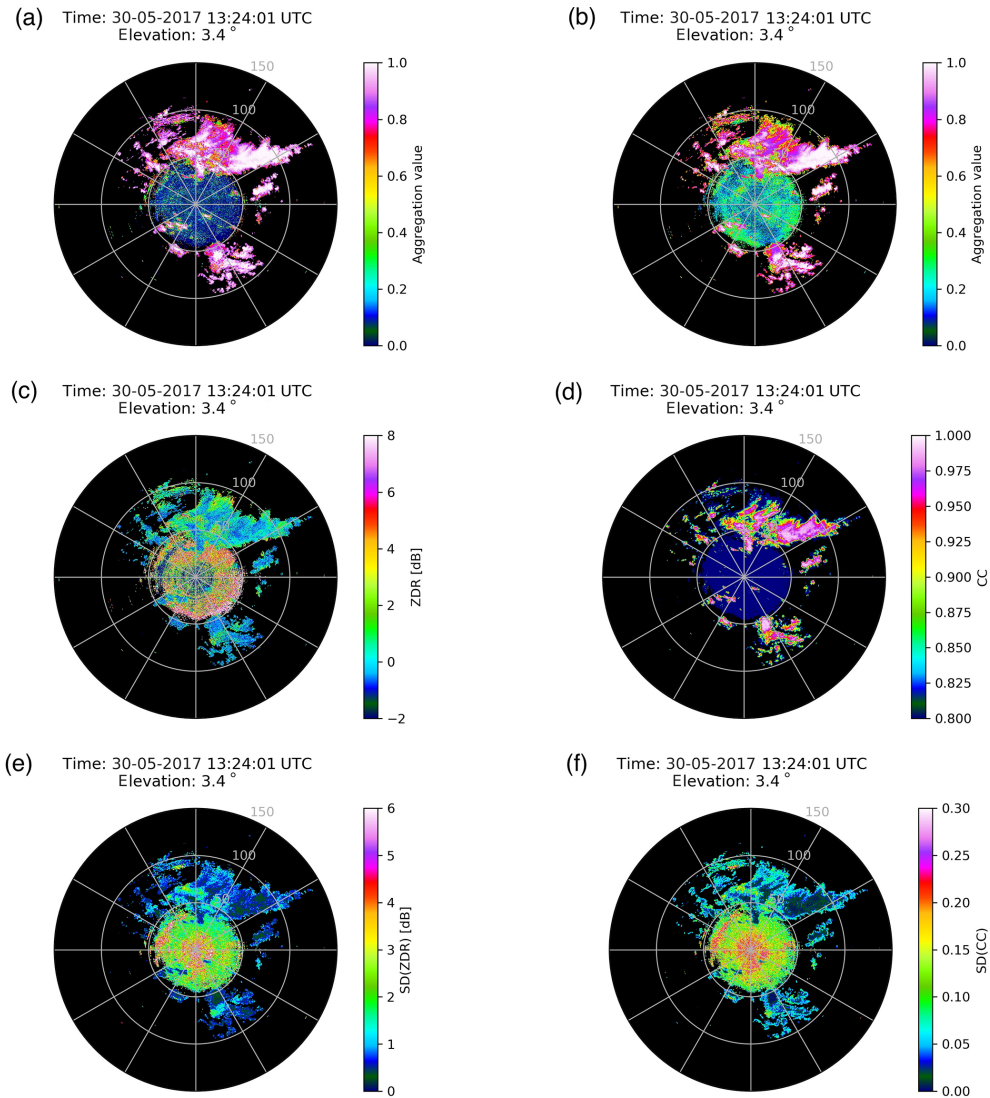 (a) Time: 30-05-2017 13:24:01 UTC
Elevation: 3.4°
150
100
1.0
0.8
0.6
0.4
0.2
0.0
Aggregation value
(b) Time: 30-05-2017 13:24:01 UTC
Elevation: 3.4°
150
100
1.0
0.8
0.6
0.4
0.2
0.0
Aggregation value
(c) Time: 30-05-2017 13:24:01 UTC
Elevation: 3.4°
150
100
8
6
4
2
0
−2
ZDR [dB]
(d) Time: 30-05-2017 13:24:01 UTC
Elevation: 3.4°
150
100
1.000
0.975
0.950
0.925
0.900
0.875
0.850
0.825
0.800
CC
(e) Time: 30-05-2017 13:24:01 UTC
Elevation: 3.4°
150
100
6
5
4
3
2
1
0
SD(ZDR) [dB]
(f) Time: 30-05-2017 13:24:01 UTC
Elevation: 3.4°
150
100
0.30
0.25
0.20
0.15
0.10
0.05
0.00
SD(CC)